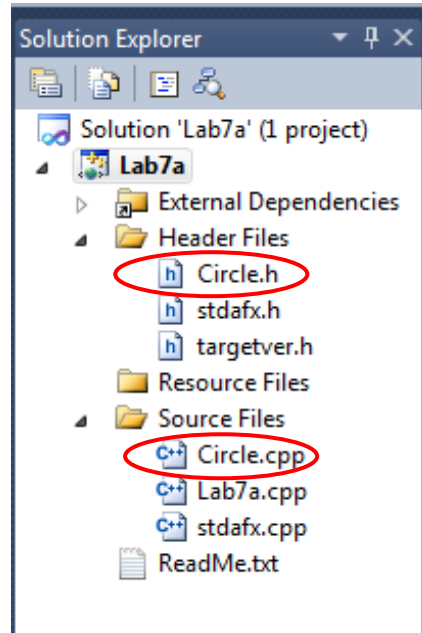 Solution Explorer
Solution 'Lab7a' (1 project)
Lab7a
External Dependencies
Header Files
h Circle.h
h stdafx.h
h targetver.h
Resource Files
Source Files
C++ Circle.cpp
C++ Lab7a.cpp
C++ stdafx.cpp
ReadMe.txt